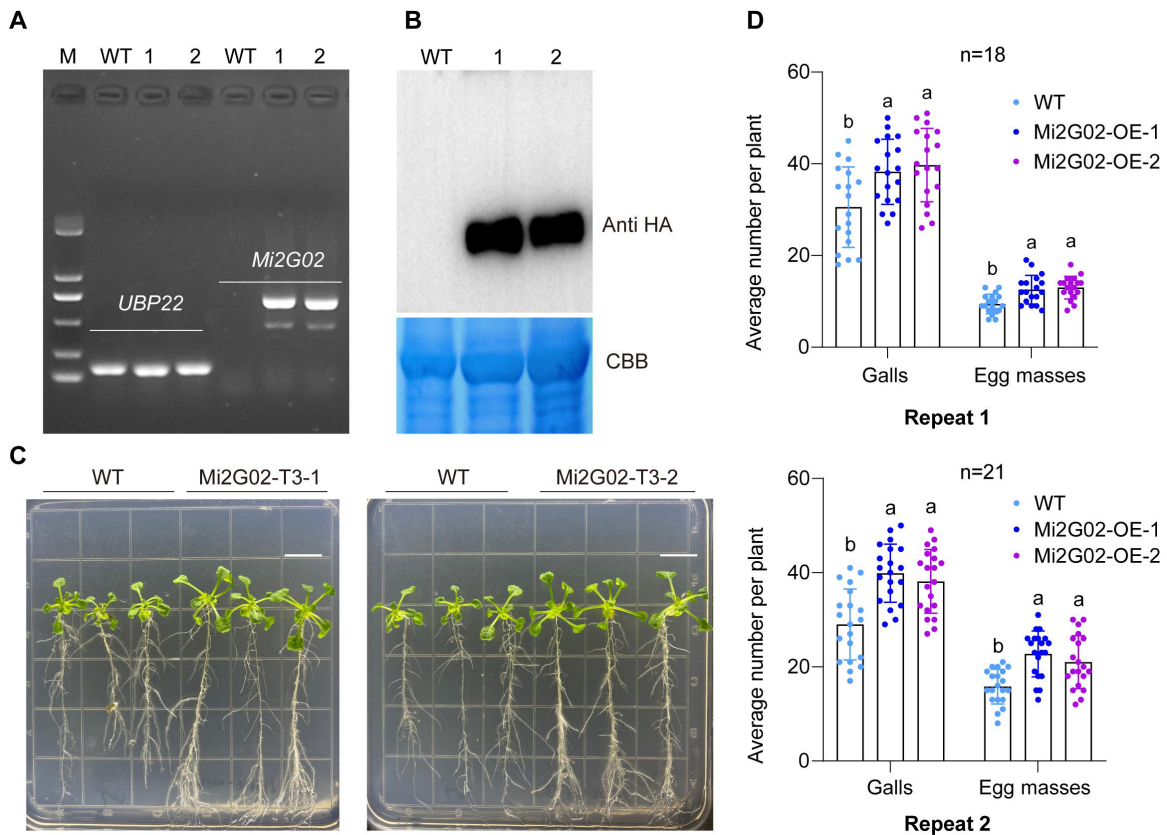 A
M WT 1 2 WT 1 2
UBP22
Mi2G02
B
WT 1 2
Anti HA
CBB
C
WT Mi2G02-T3-1
WT Mi2G02-T3-2
D
n=18
Average number per plant
60
40
20
0
WT
Mi2G02-OE-1
Mi2G02-OE-2
b a a
b a a
Galls Egg masses
Repeat 1
n=21
Average number per plant
60
40
20
0
WT
Mi2G02-OE-1
Mi2G02-OE-2
b a a
b a a
Galls Egg masses
Repeat 2